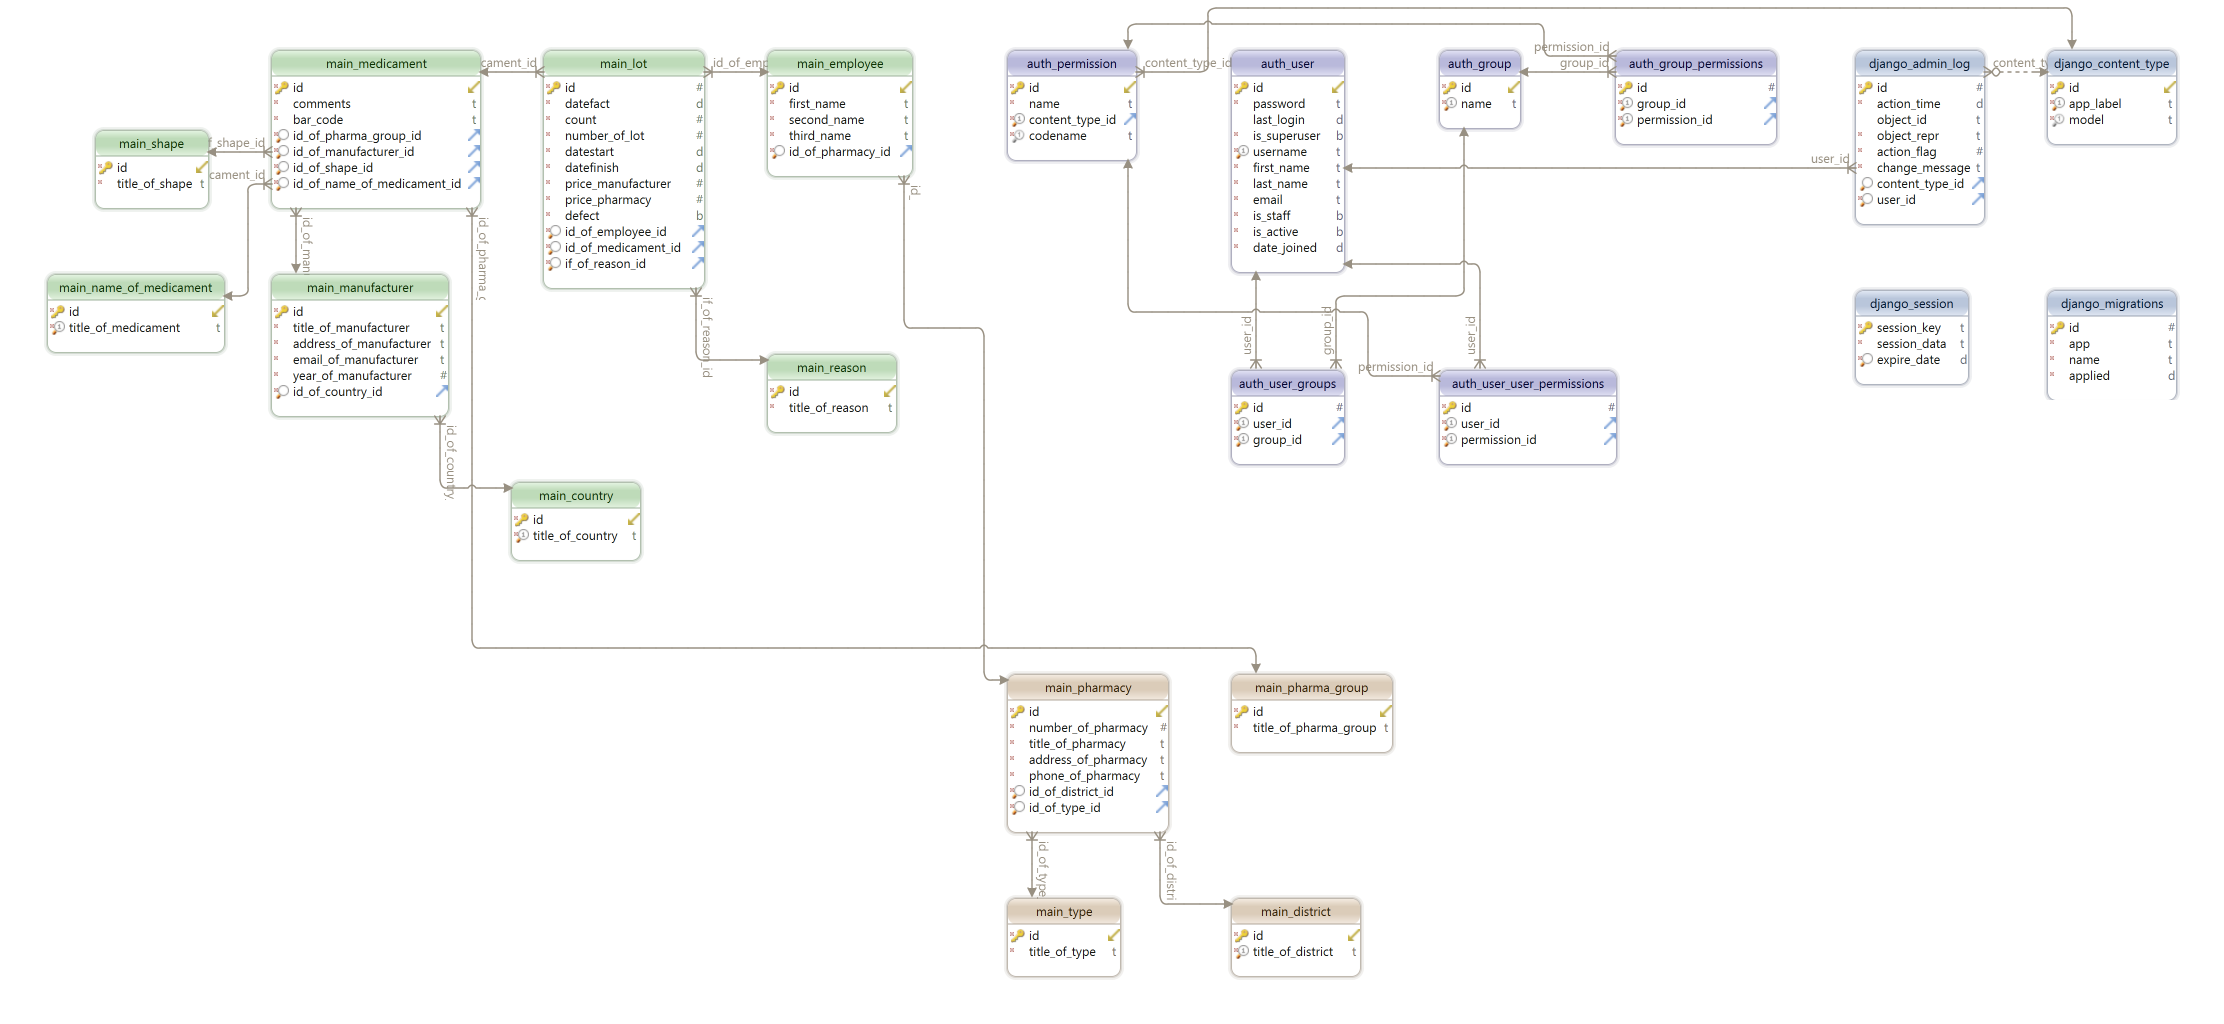 main_medicament
id
comments t
bar_code t
id_of_pharma_group_id
id_of_manufacturer_id
id_of_shape_id
id_of_name_of_medicament_id
cament_id
main_lot
id #
datefact d
count #
number_of_lot #
datestart d
datefinish d
price_manufacturer #
price_pharmacy #
defect b
id_of_employee_id
id_of_medicament_id
if_of_reason_id
id_of_emp
main_employee
id
first_name t
second_name t
third_name t
id_of_pharmacy_id
id_
main_shape
id
title_of_shape t
f_shape_id
cament_id
id_of_man
id_of_pharma_g
main_name_of_medicament
id
title_of_medicament t
main_manufacturer
id
title_of_manufacturer t
address_of_manufacturer t
email_of_manufacturer t
year_of_manufacturer #
id_of_country_id
if_of_reason_id
main_reason
id
title_of_reason t
id_of_country_
main_country
id
title_of_country t
auth_permission
id
name t
content_type_id
codename t
content_type_id
auth_user
id
password t
last_login d
is_superuser b
username t
first_name t
last_name t
email t
is_staff b
is_active b
date_joined d
auth_group
id
name t
permission_id
group_id
auth_group_permissions
id #
group_id
permission_id
user_id
django_admin_log
id #
action_time d
object_id t
object_repr t
action_flag #
change_message t
content_type_id
user_id
content_ty
django_content_type
id
app_label t
model t
user_id
group_id
user_id
permission_id
auth_user_groups
id #
user_id
group_id
auth_user_user_permissions
id #
user_id
permission_id
django_session
session_key t
session_data t
expire_date d
django_migrations
id #
app t
name t
applied d
main_pharmacy
id
number_of_pharmacy #
title_of_pharmacy t
address_of_pharmacy t
phone_of_pharmacy t
id_of_district_id
id_of_type_id
main_pharma_group
id
title_of_pharma_group t
id_of_type_
id_of_distri
main_type
id
title_of_type t
main_district
id
title_of_district t